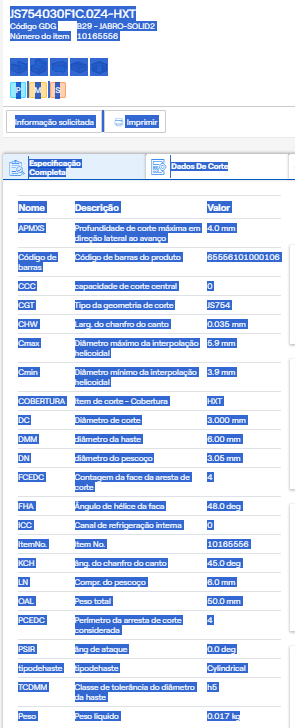 JS754030F1C.0Z4-HXT
Código GDG B29 - JABRO-SOLID2
Número do item 10165556
P M S
Informação solicitada Imprimir
Especificação
Completa
Dados De Corte
Nome Descrição Valor
APMXS Profundidade de corte máxima em 4.0 mm
direção lateral ao avanço
Código de Código de barras do produto 65556101000106
barras
CCC capacidade de corte central 0
CGT Tipo da geometria de corte JS754
CHW Larg. do chanfro do canto 0.035 mm
Cmax Diâmetro máximo da interpolação 5.9 mm
helicoidal
Cmin Diâmetro mínimo da interpolação 3.9 mm
helicoidal
COBERTURA Item de corte - Cobertura HXT
DC Diâmetro de corte 3.000 mm
DMM diâmetro da haste 6.00 mm
DN diâmetro do pescoço 3.05 mm
FCEDC Contagem da face da aresta de 4
corte
FHA Ângulo de hélice da faca 48.0 deg
ICC Canal de refrigeração interna 0
ItemNo. Item No. 10165556
KCH âng. do chanfro do canto 45.0 deg
LN Compr. do pescoço 6.0 mm
OAL Peso total 50.0 mm
PCEDC Perímetro da arresta de corte 4
considerada
PSIR âng de ataque 0.0 deg
tipodehaste tipodehaste Cylindrical
TCDMM Classe de tolerância do diâmetro h5
da haste
Peso Peso líquido 0.017 kg